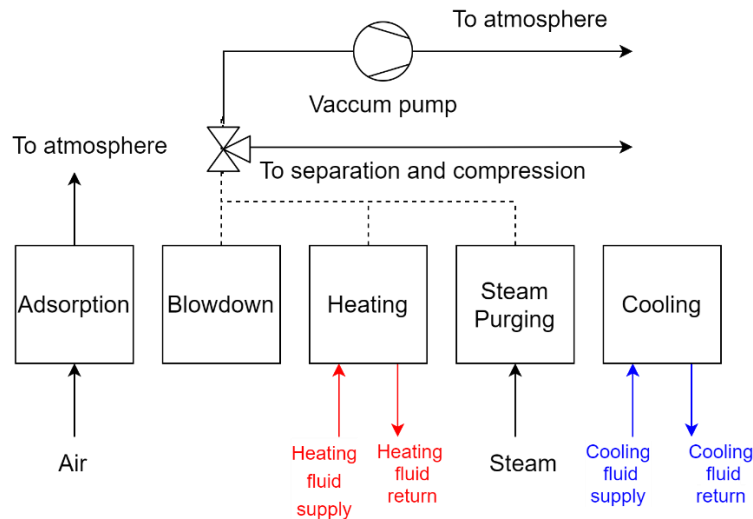 To atmosphere
Vaccum pump
To atmosphere
To separation and compression
Adsorption
Blowdown
Heating
Steam
Purging
Cooling
Air
Heating
fluid
supply
Heating
fluid
return
Steam
Cooling
fluid
supply
Cooling
fluid
return